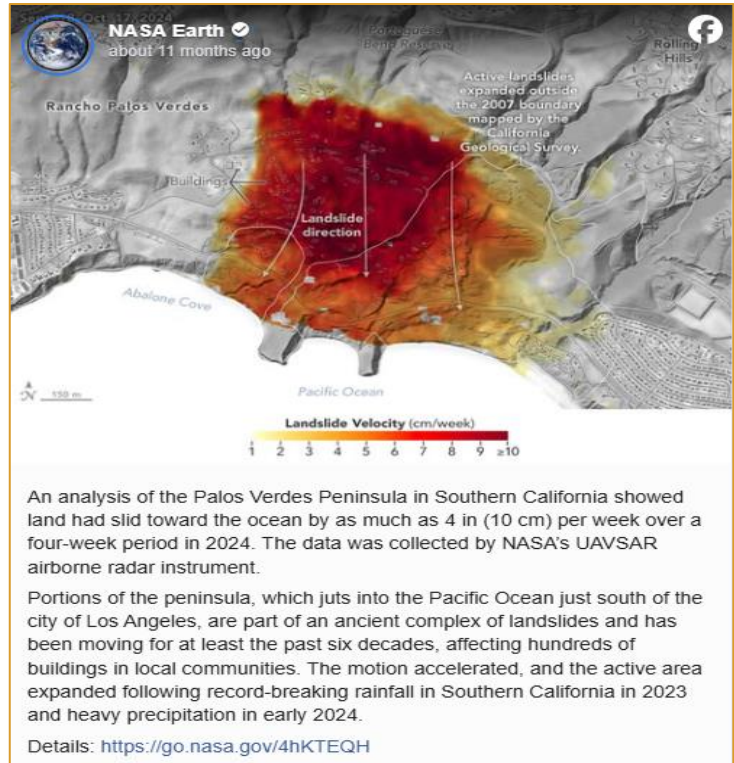 Sept 18–Oct 17, 2024
NASA Earth
about 11 months ago
Portuguese
Bend Reserve
Rolling
Hills
Active landslides
expanded outside
the 2007 boundary
mapped by the
California
Geological Survey.
Rancho Palos Verdes
Buildings
Landslide
direction
Abalone Cove
N
150 m
Pacific Ocean
Landslide Velocity (cm/week)
1 2 3 4 5 6 7 8 9 ≥10
An analysis of the Palos Verdes Peninsula in Southern California showed
land had slid toward the ocean by as much as 4 in (10 cm) per week over a
four-week period in 2024. The data was collected by NASA's UAVSAR
airborne radar instrument.
Portions of the peninsula, which juts into the Pacific Ocean just south of the
city of Los Angeles, are part of an ancient complex of landslides and has
been moving for at least the past six decades, affecting hundreds of
buildings in local communities. The motion accelerated, and the active area
expanded following record-breaking rainfall in Southern California in 2023
and heavy precipitation in early 2024.
Details: https://go.nasa.gov/4hKTEQH